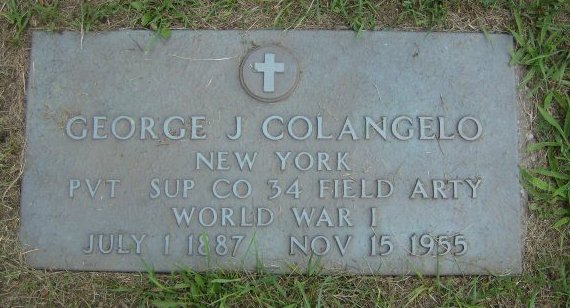 GEORGE J COLANGELO
NEW YORK
PVT SUP CO 34 FIELD ARTY
WORLD WAR I
JULY 1 1887 NOV 15 1955